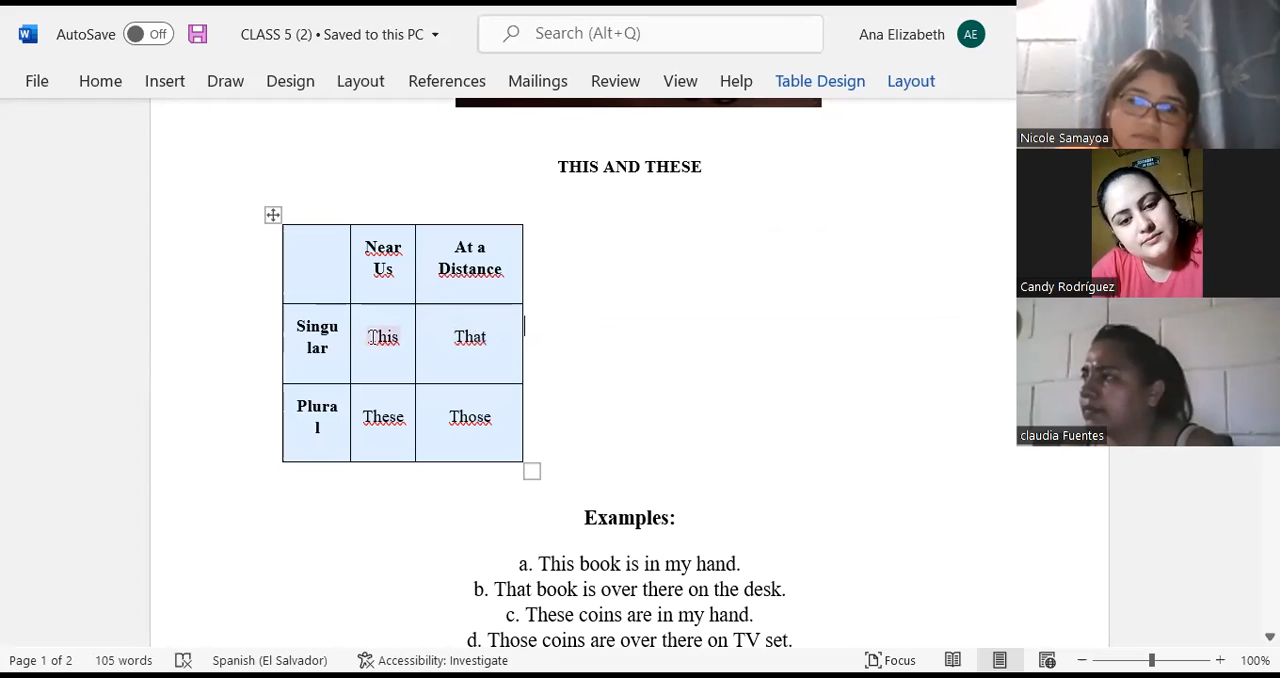 AutoSave Off CLASS 5 (2) • Saved to this PC Search (Alt+Q) Ana Elizabeth AE
File Home Insert Draw Design Layout References Mailings Review View Help Table Design Layout
Nicole Samayoa
THIS AND THESE
Near Us At a Distance
Singular This That
Plural These Those
Candy Rodríguez
claudia Fuentes
Examples:
a. This book is in my hand.
b. That book is over there on the desk.
c. These coins are in my hand.
d. Those coins are over there on TV set.
Page 1 of 2 105 words Spanish (El Salvador) Accessibility: Investigate Focus 100%